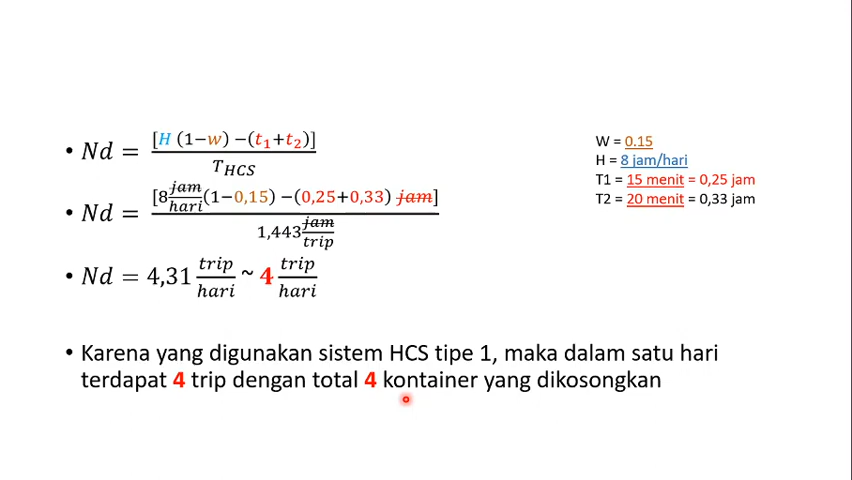 • Nd = [H (1−w) −(t₁+t₂)] / T_HCS
• Nd = [8 jam/hari (1−0,15) −(0,25+0,33) jam] / 1,443 jam/trip
• Nd = 4,31 trip/hari ~ 4 trip/hari
W = 0.15
H = 8 jam/hari
T1 = 15 menit = 0,25 jam
T2 = 20 menit = 0,33 jam
• Karena yang digunakan sistem HCS tipe 1, maka dalam satu hari
terdapat 4 trip dengan total 4 kontainer yang dikosongkan